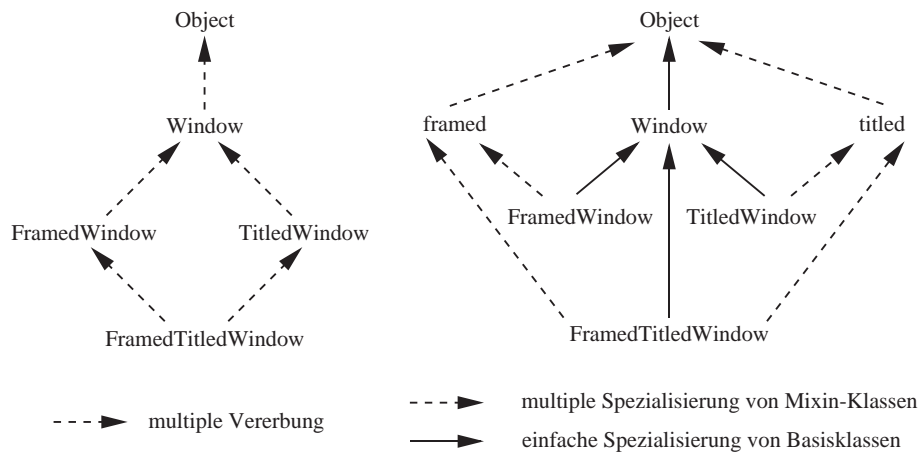 Object
Window
FramedWindow TitledWindow
FramedTitledWindow
multiple Vererbung
Object
framed Window titled
FramedWindow TitledWindow
FramedTitledWindow
multiple Spezialisierung von Mixin-Klassen
einfache Spezialisierung von Basisklassen